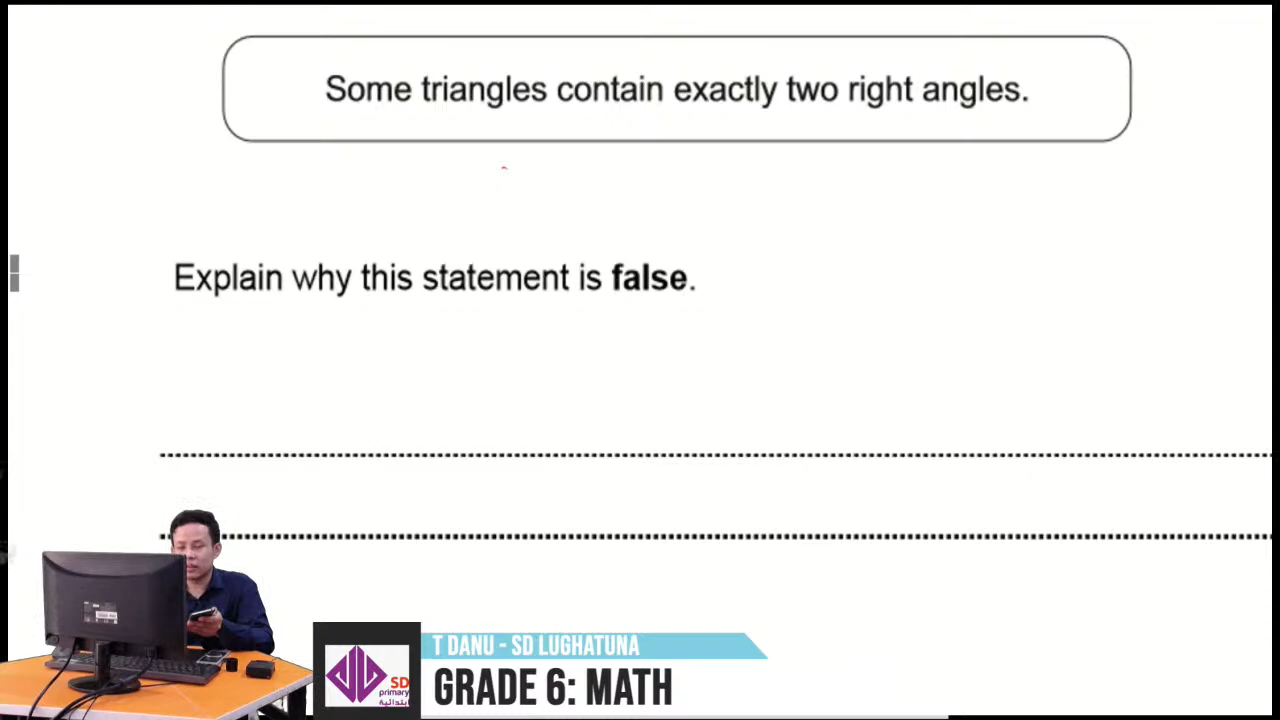 Some triangles contain exactly two right angles.
Explain why this statement is false.
T DANU - SD LUGHATUNA
SD
primary
ابتدائية
GRADE 6: MATH